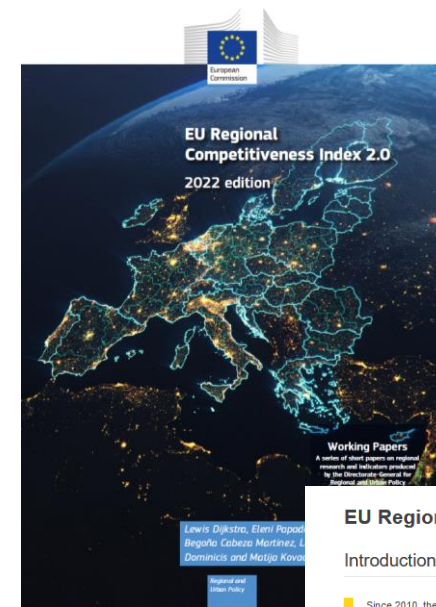 European
Commission
EU Regional
Competitiveness Index 2.0
2022 edition
Working Papers
A series of short papers on regional
research and indicators produced
by the Directorate-General for
Regional and Urban Policy
Lewis Dijkstra, Eleni Papad
Begoña Cabeza Martinez, L
Dominicis and Matija Kovac
Regional and
Urban Policy
EU Region
Introduction
Since 2010, the